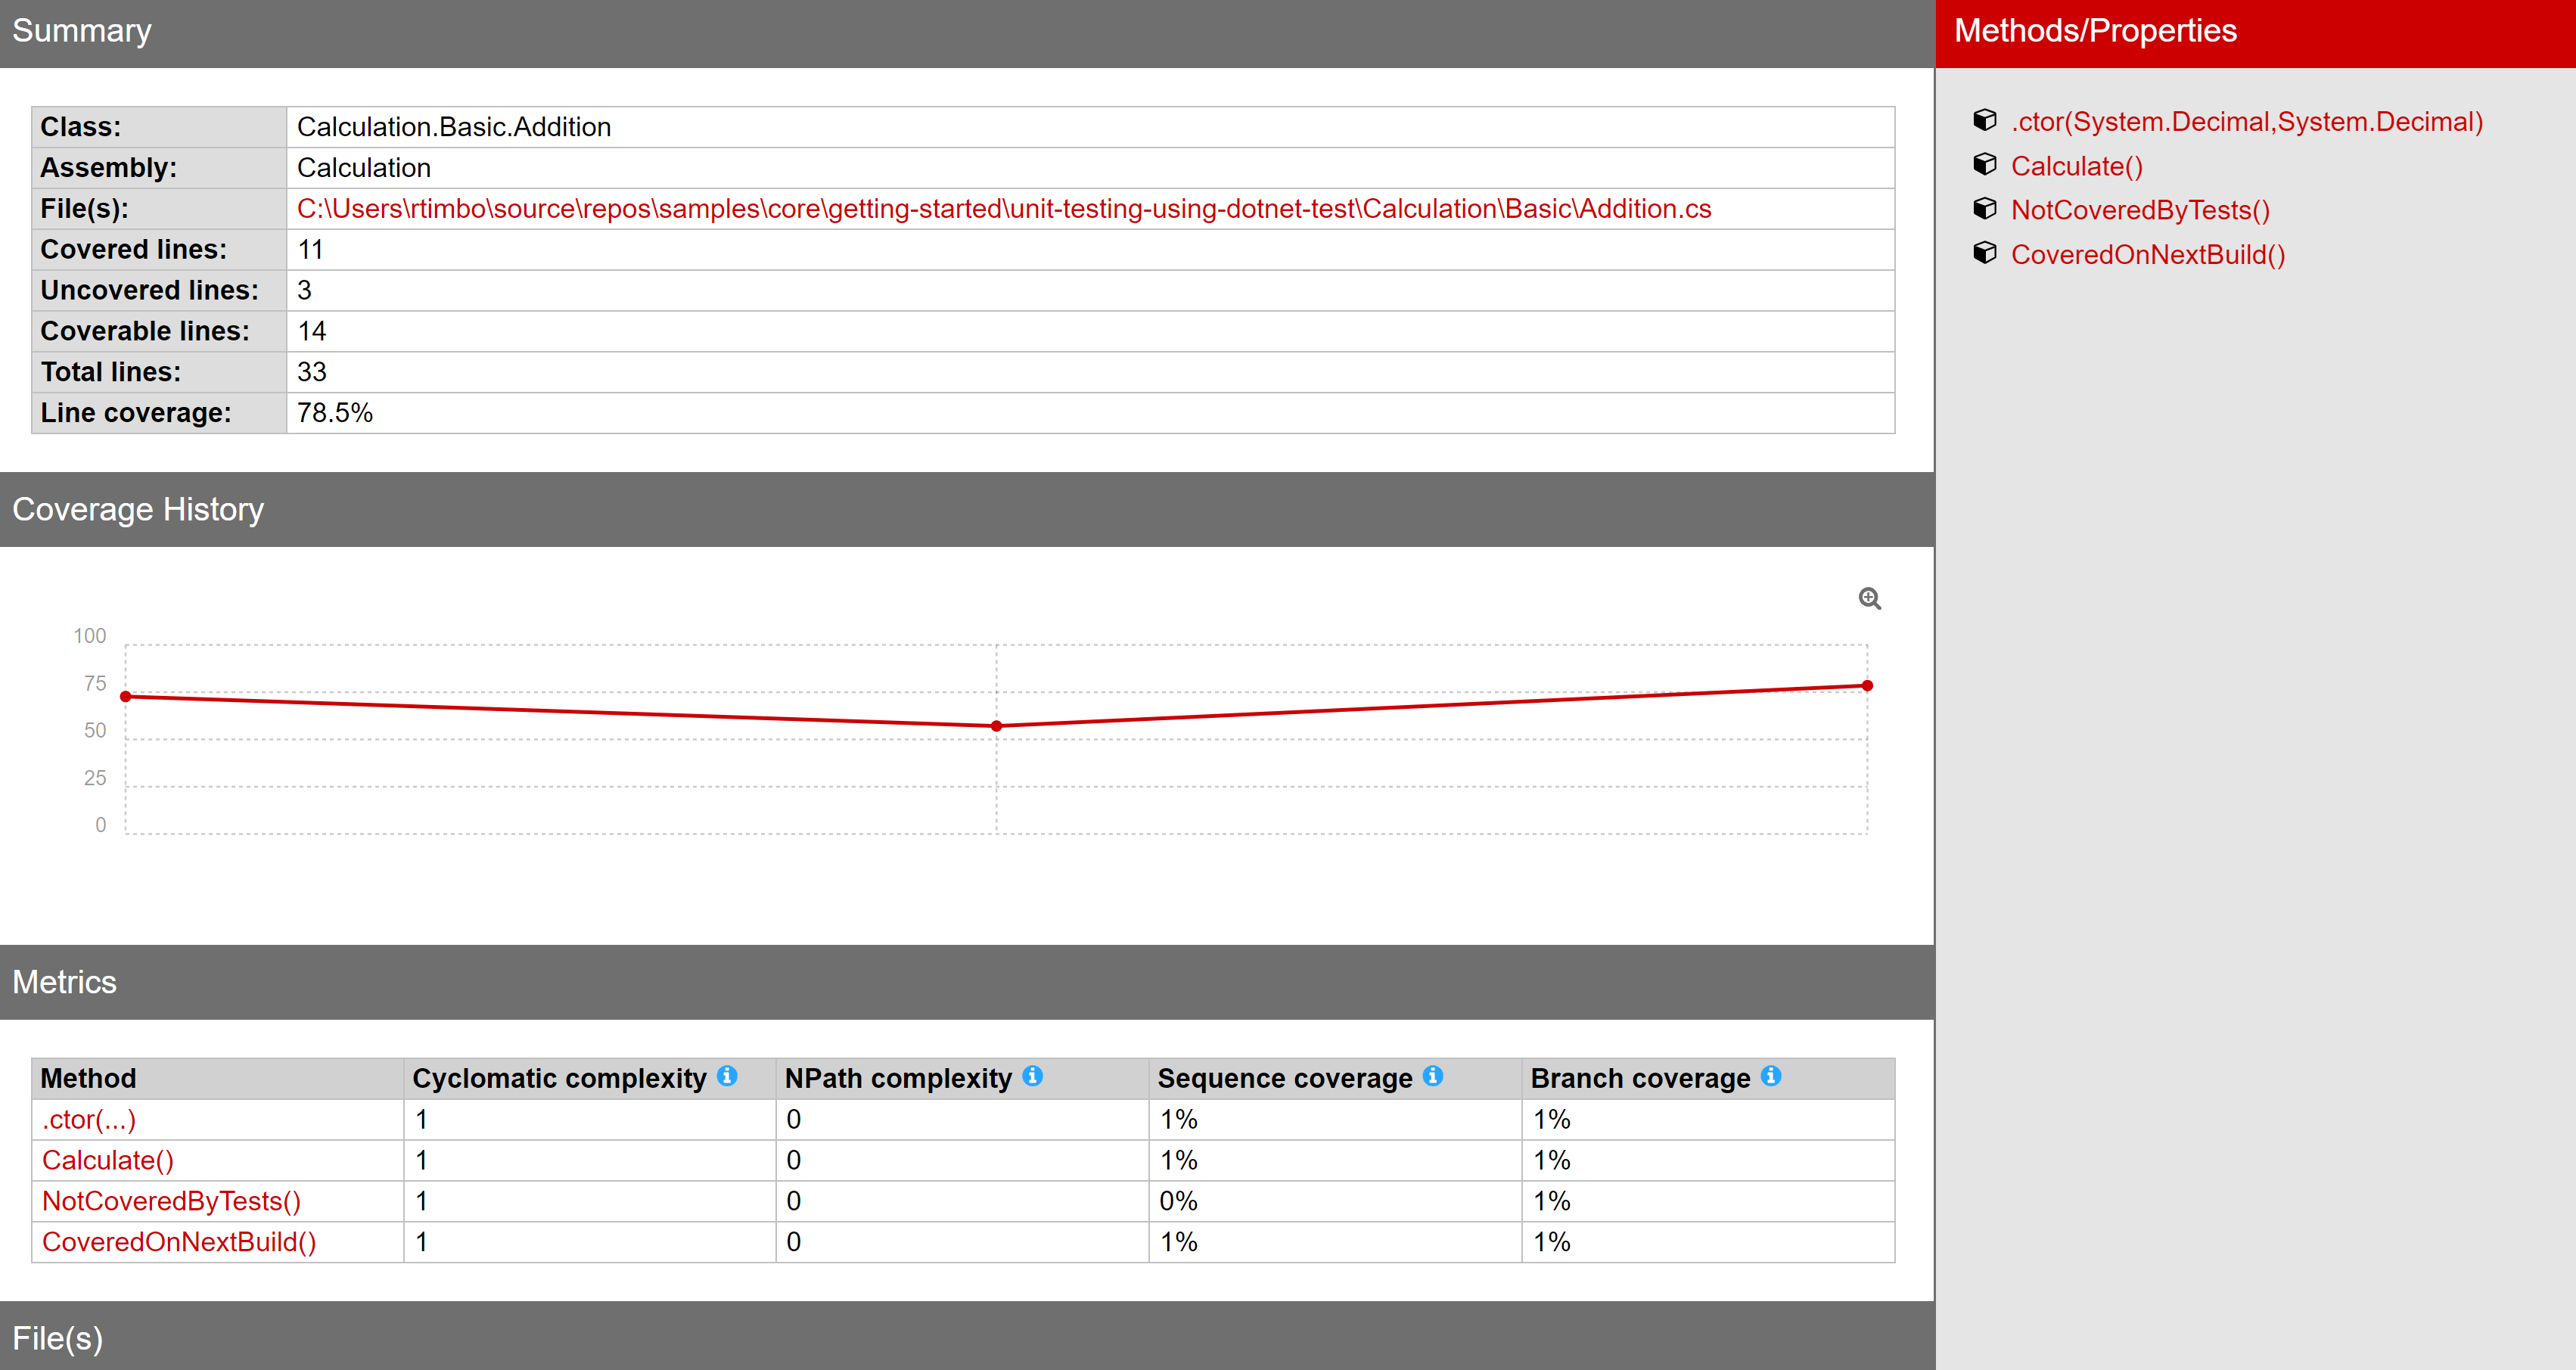 Summary
Class: Calculation.Basic.Addition
Assembly: Calculation
File(s): C:\Users\rtimbo\source\repos\samples\core\getting-started\unit-testing-using-dotnet-test\Calculation\Basic\Addition.cs
Covered lines: 11
Uncovered lines: 3
Coverable lines: 14
Total lines: 33
Line coverage: 78.5%
Coverage History
100
75
50
25
0
Metrics
Method Cyclomatic complexity NPath complexity Sequence coverage Branch coverage
.ctor(...) 1 0 1% 1%
Calculate() 1 0 1% 1%
NotCoveredByTests() 1 0 0% 1%
CoveredOnNextBuild() 1 0 1% 1%
File(s)
Methods/Properties
.ctor(System.Decimal,System.Decimal)
Calculate()
NotCoveredByTests()
CoveredOnNextBuild()